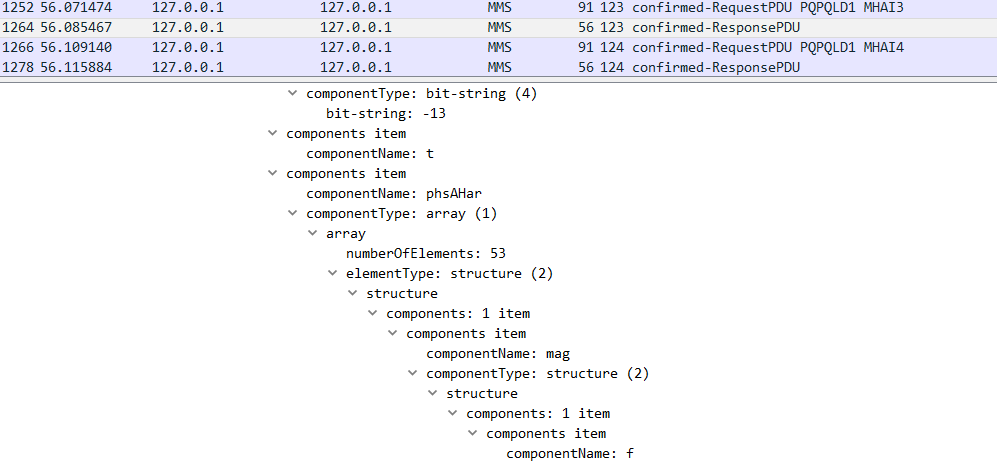 1252 56.071474 127.0.0.1 127.0.0.1 MMS 91 123 confirmed-RequestPDU PQPQLD1 MHAI3
1264 56.085467 127.0.0.1 127.0.0.1 MMS 56 123 confirmed-ResponsePDU
1266 56.109140 127.0.0.1 127.0.0.1 MMS 91 124 confirmed-RequestPDU PQPQLD1 MHAI4
1278 56.115884 127.0.0.1 127.0.0.1 MMS 56 124 confirmed-ResponsePDU
componentType: bit-string (4)
bit-string: -13
components item
componentName: t
components item
componentName: phsAHar
componentType: array (1)
array
numberOfElements: 53
elementType: structure (2)
structure
components: 1 item
components item
componentName: mag
componentType: structure (2)
structure
components: 1 item
components item
componentName: f